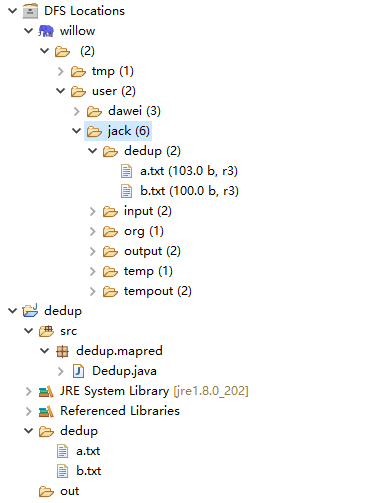 DFS Locations
willow
(2)
tmp (1)
user (2)
dawei (3)
jack (6)
dedup (2)
a.txt (103.0 b, r3)
b.txt (100.0 b, r3)
input (2)
org (1)
output (2)
temp (1)
tempout (2)
dedup
src
dedup.mapred
Dedup.java
JRE System Library [jre1.8.0_202]
Referenced Libraries
dedup
a.txt
b.txt
out